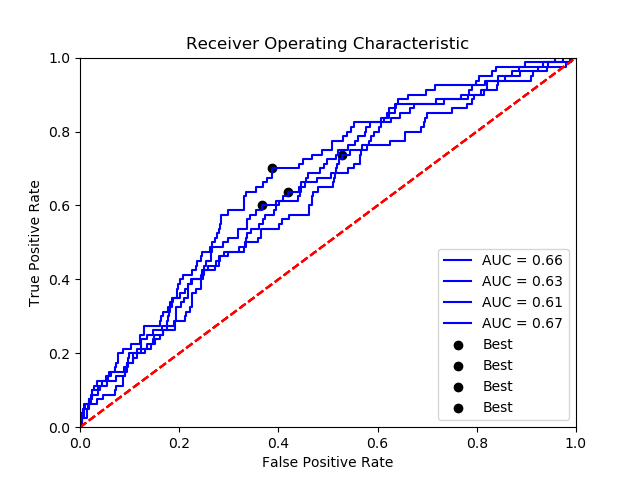 Receiver Operating Characteristic
1.0
0.8
0.6
0.4
0.2
0.0
True Positive Rate
AUC = 0.66
AUC = 0.63
AUC = 0.61
AUC = 0.67
Best
Best
Best
Best
0.0 0.2 0.4 0.6 0.8 1.0
False Positive Rate